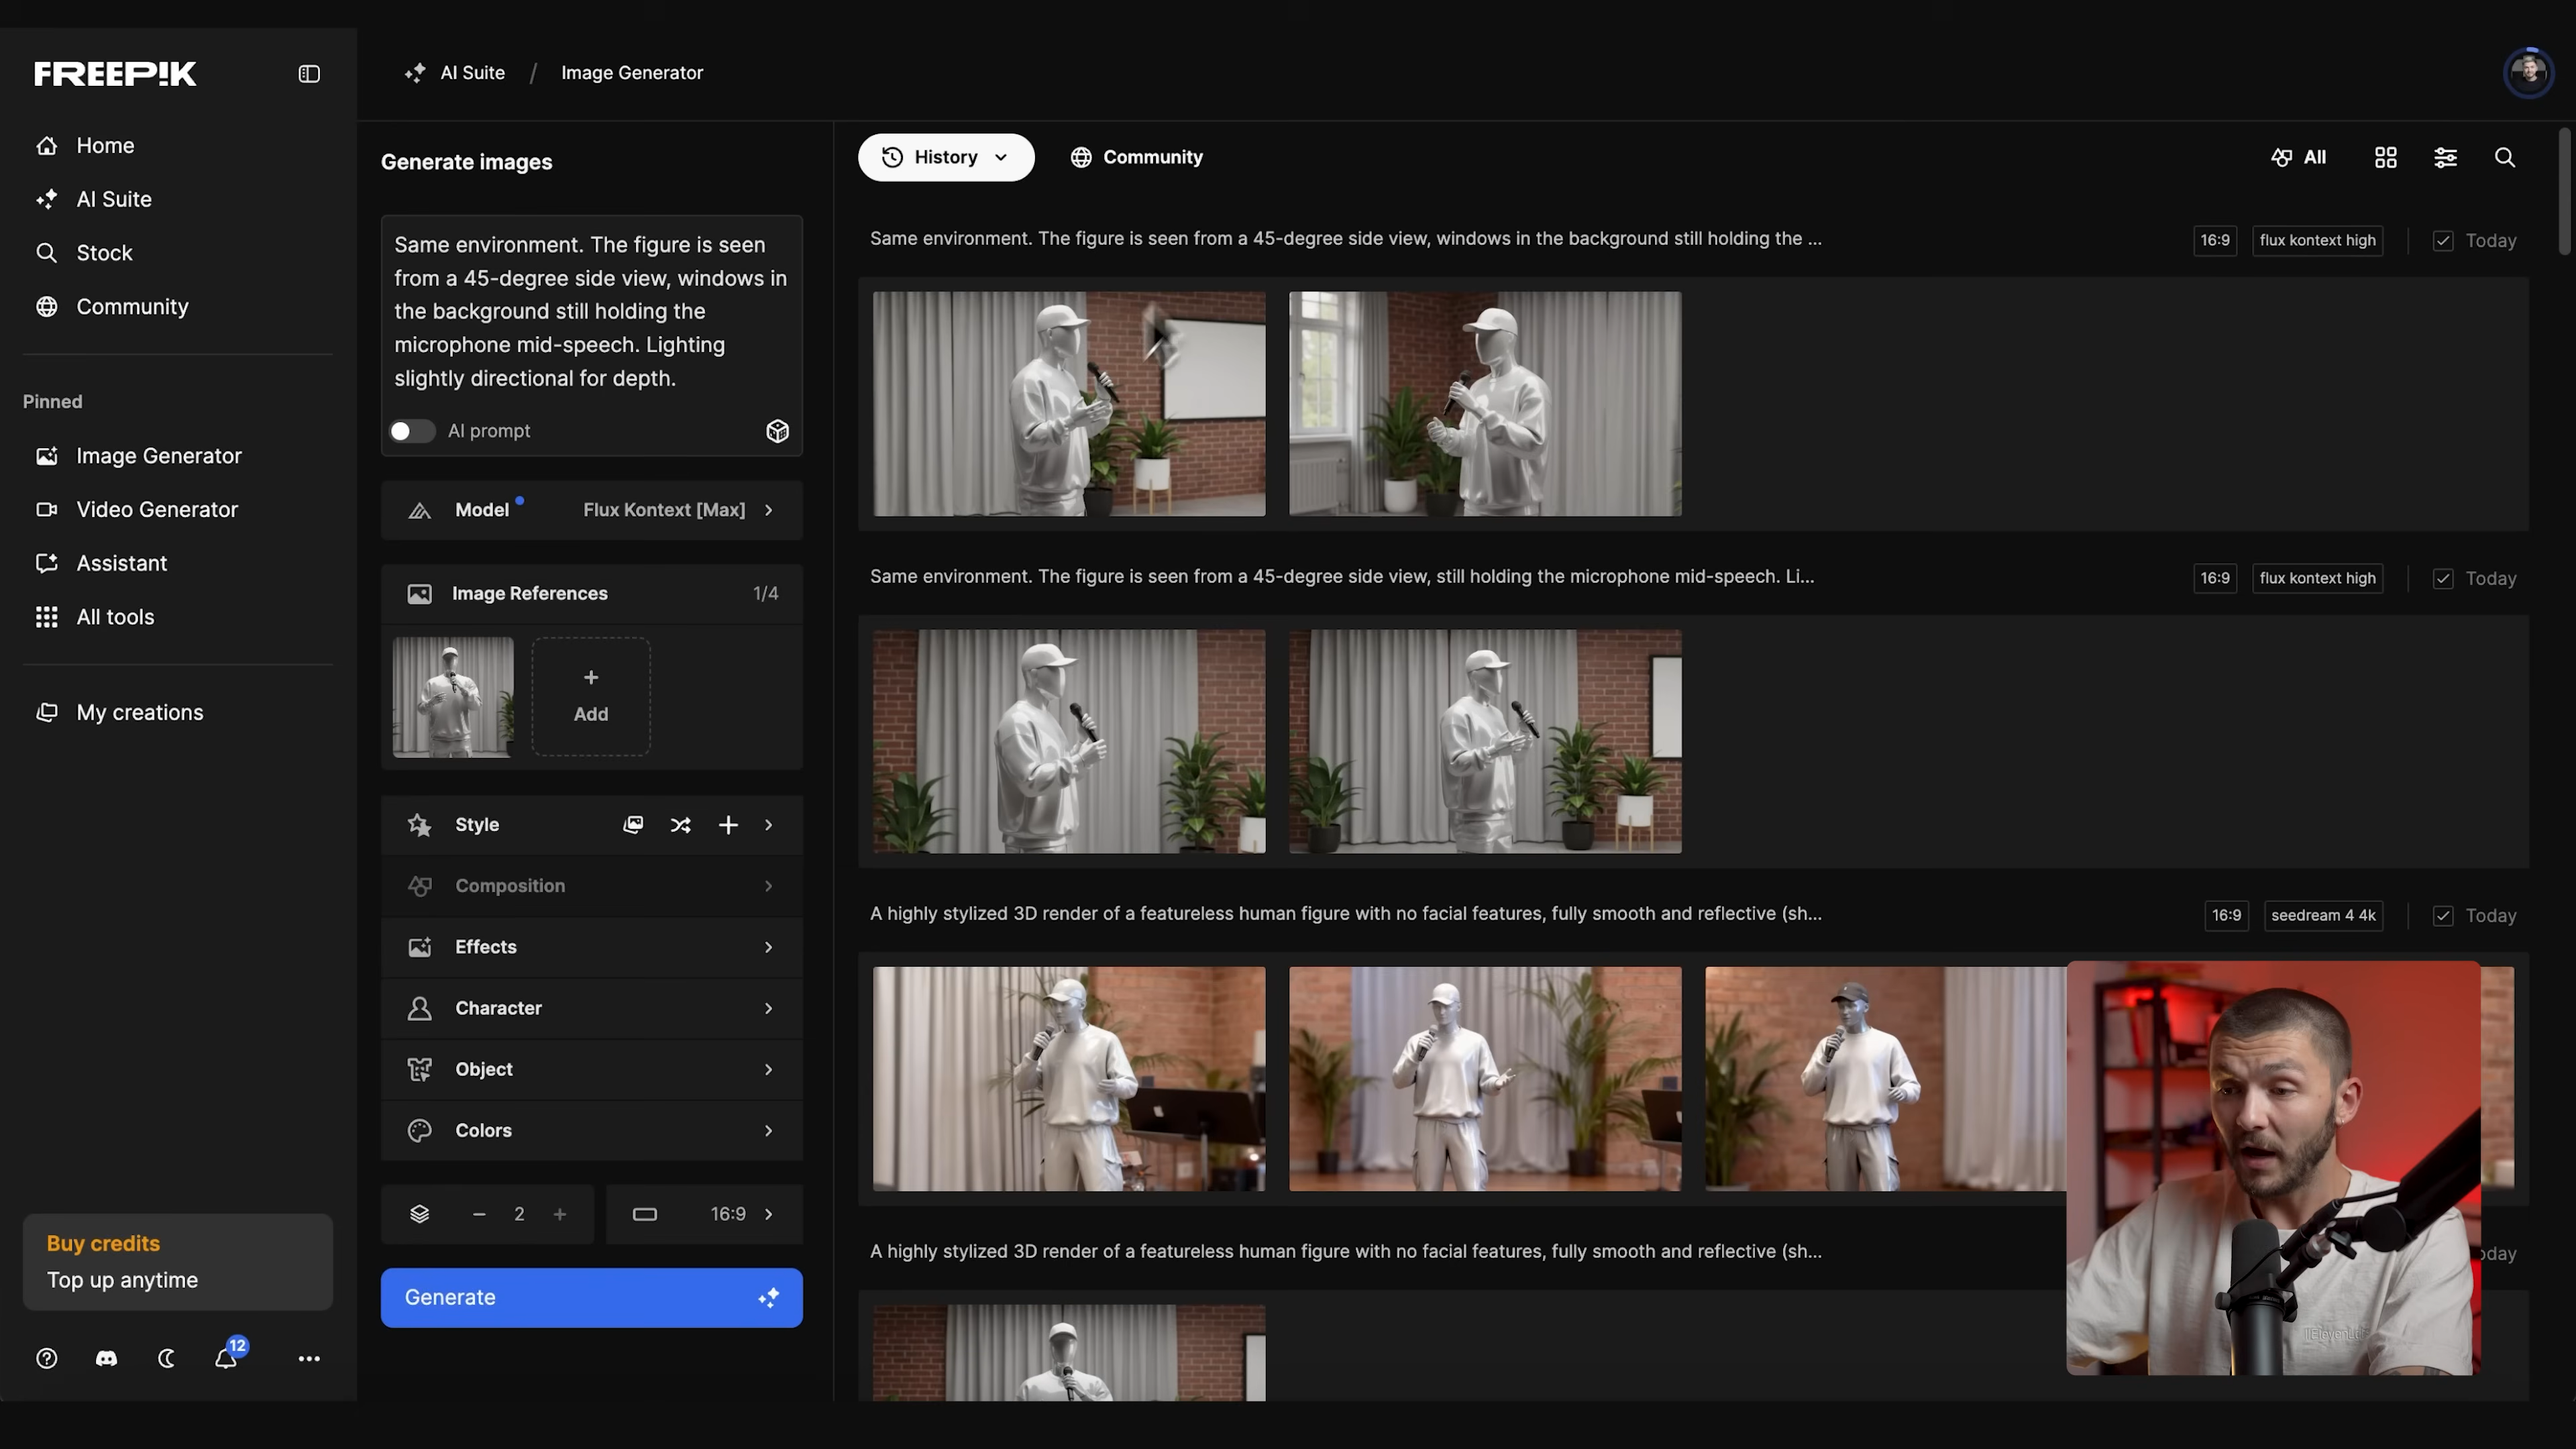 FREEP!K
Home
AI Suite
Stock
Community
Pinned
Image Generator
Video Generator
Assistant
All tools
My creations
Buy credits
Top up anytime
12
AI Suite / Image Generator
Generate images
Same environment. The figure is seen
from a 45-degree side view, windows in
the background still holding the
microphone mid-speech. Lighting
slightly directional for depth.
AI prompt
Model Flux Kontext [Max]
Image References 1/4
Add
Style
Composition
Effects
Character
Object
Colors
2 16:9
Generate
History Community All
Same environment. The figure is seen from a 45-degree side view, windows in the background still holding the ... 16:9 flux kontext high Today
Same environment. The figure is seen from a 45-degree side view, still holding the microphone mid-speech. Li... 16:9 flux kontext high Today
A highly stylized 3D render of a featureless human figure with no facial features, fully smooth and reflective (sh... 16:9 seedream 4 4k Today
A highly stylized 3D render of a featureless human figure with no facial features, fully smooth and reflective (sh... oday